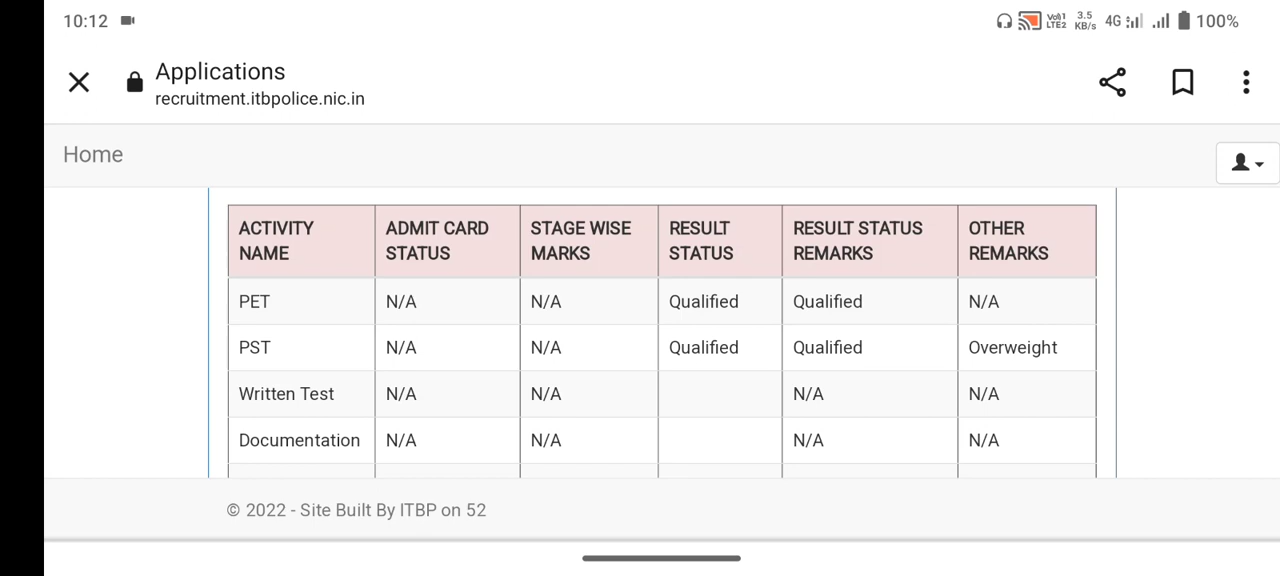 10:12 Vo1 LTE2 3.5 KB/s 4G 100%
Applications
recruitment.itbpolice.nic.in
Home
ACTIVITY NAME ADMIT CARD STATUS STAGE WISE MARKS RESULT STATUS RESULT STATUS REMARKS OTHER REMARKS
PET N/A N/A Qualified Qualified N/A
PST N/A N/A Qualified Qualified Overweight
Written Test N/A N/A N/A N/A
Documentation N/A N/A N/A N/A
© 2022 - Site Built By ITBP on 52